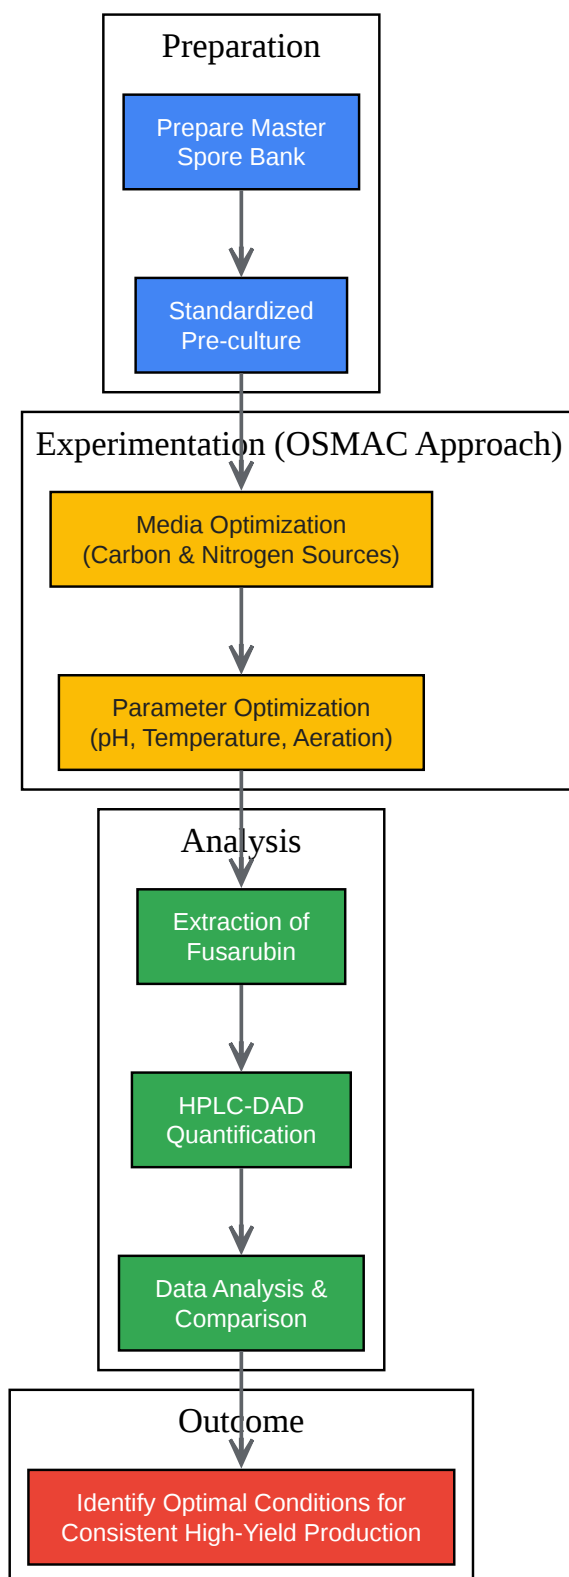 Preparation
Prepare Master
Spore Bank
Standardized
Pre-culture
Experimentation (OSMAC Approach)
Media Optimization
(Carbon & Nitrogen Sources)
Parameter Optimization
(pH, Temperature, Aeration)
Analysis
Extraction of
Fusarubin
HPLC-DAD
Quantification
Data Analysis &
Comparison
Outcome
Identify Optimal Conditions for
Consistent High-Yield Production